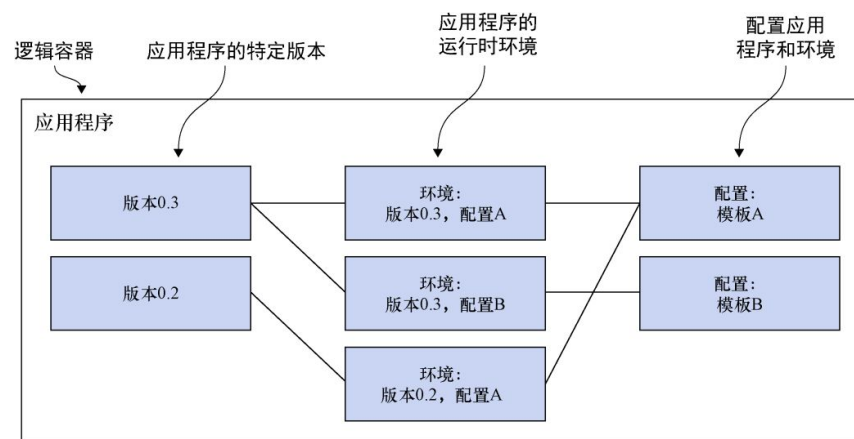 逻辑容器
应用程序的特定版本
应用程序的
运行时环境
配置应用
程序和环境
应用程序
版本0.3
环境：
版本0.3，配置A
配置：
模板A
版本0.2
环境：
版本0.3，配置B
配置：
模板B
环境：
版本0.2，配置A